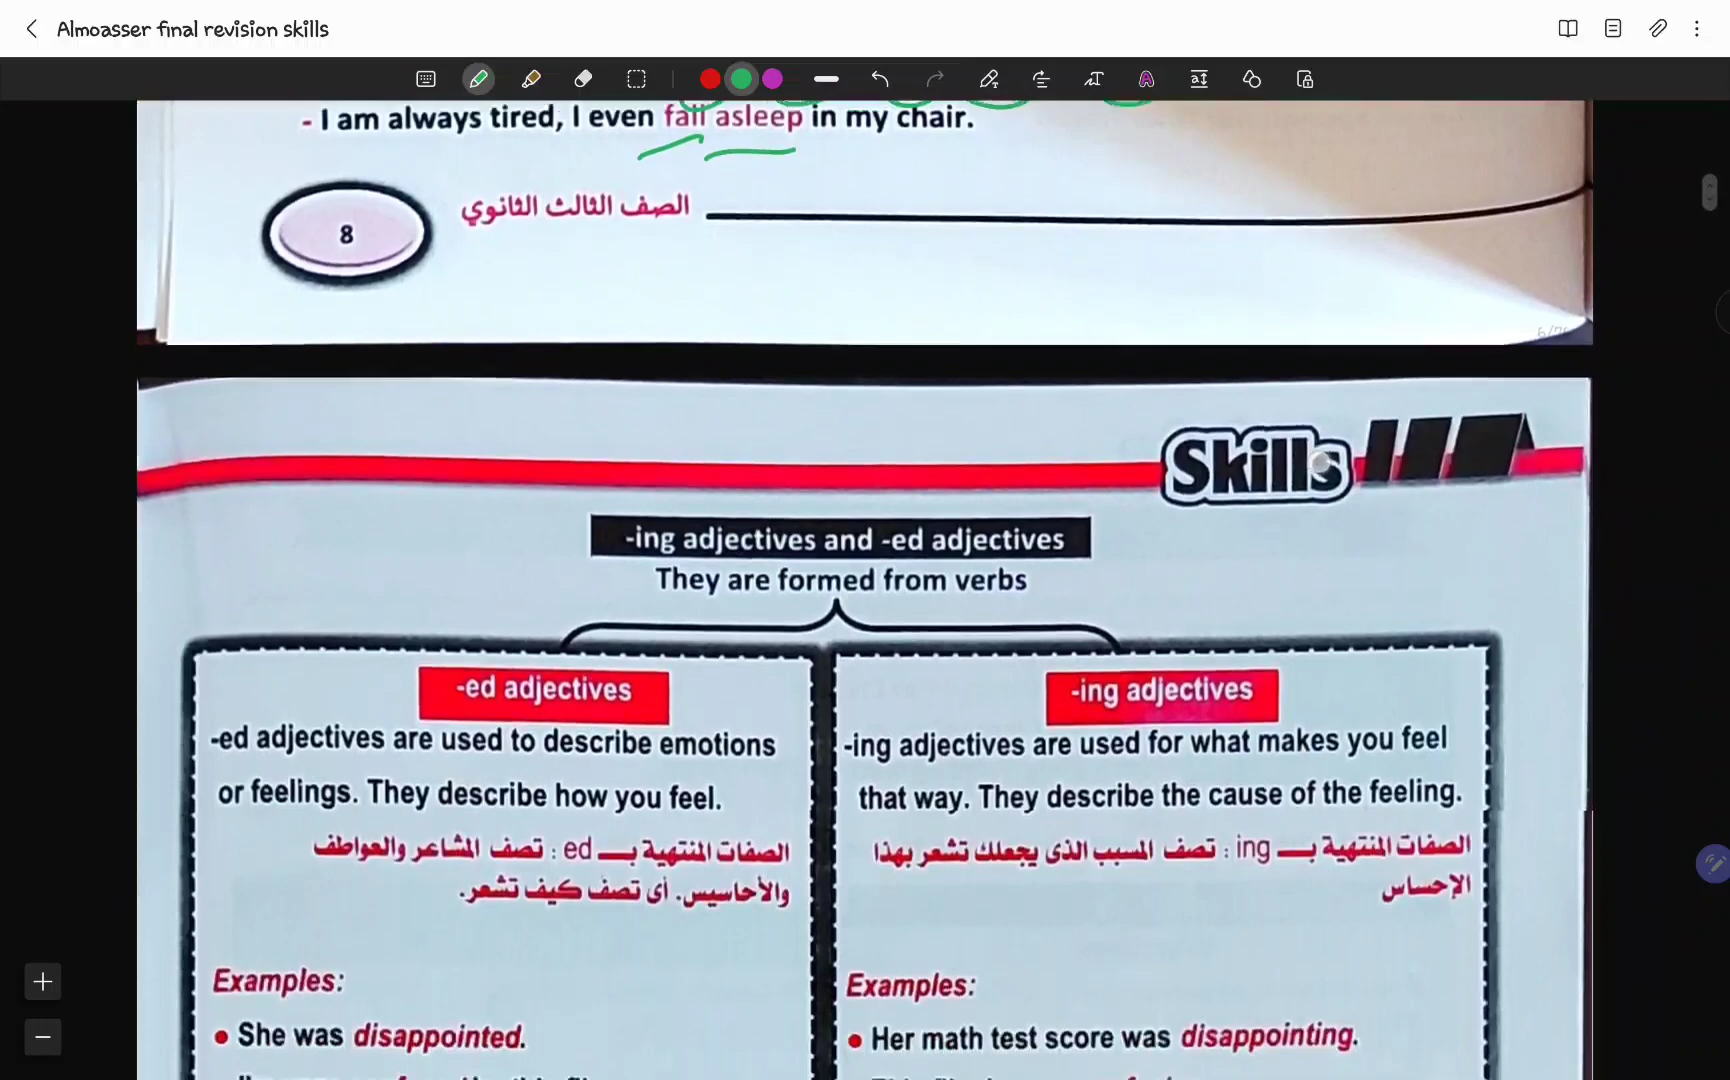 Almoasser final revision skills
- I am always tired, I even fall asleep in my chair.
8
الصف الثالث الثانوي
Skills
-ing adjectives and -ed adjectives
They are formed from verbs
-ed adjectives
-ed adjectives are used to describe emotions
or feelings. They describe how you feel.
الصفات المنتهية بـــ ed : تصف المشاعر والعواطف
والأحاسيس. أى تصف كيف تشعر.
Examples:
• She was disappointed.
-ing adjectives
-ing adjectives are used for what makes you feel
that way. They describe the cause of the feeling.
الصفات المنتهية بـــ ing : تصف المسبب الذى يجعلك تشعر بهذا
الإحساس
Examples:
• Her math test score was disappointing.